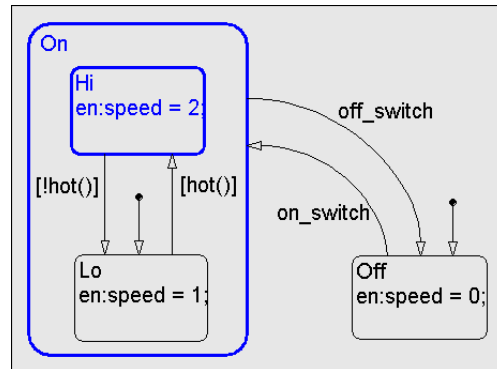 On
Hi
en:speed = 2;
off_switch
[!hot()]
[hot()]
on_switch
Lo
en:speed = 1;
Off
en:speed = 0;